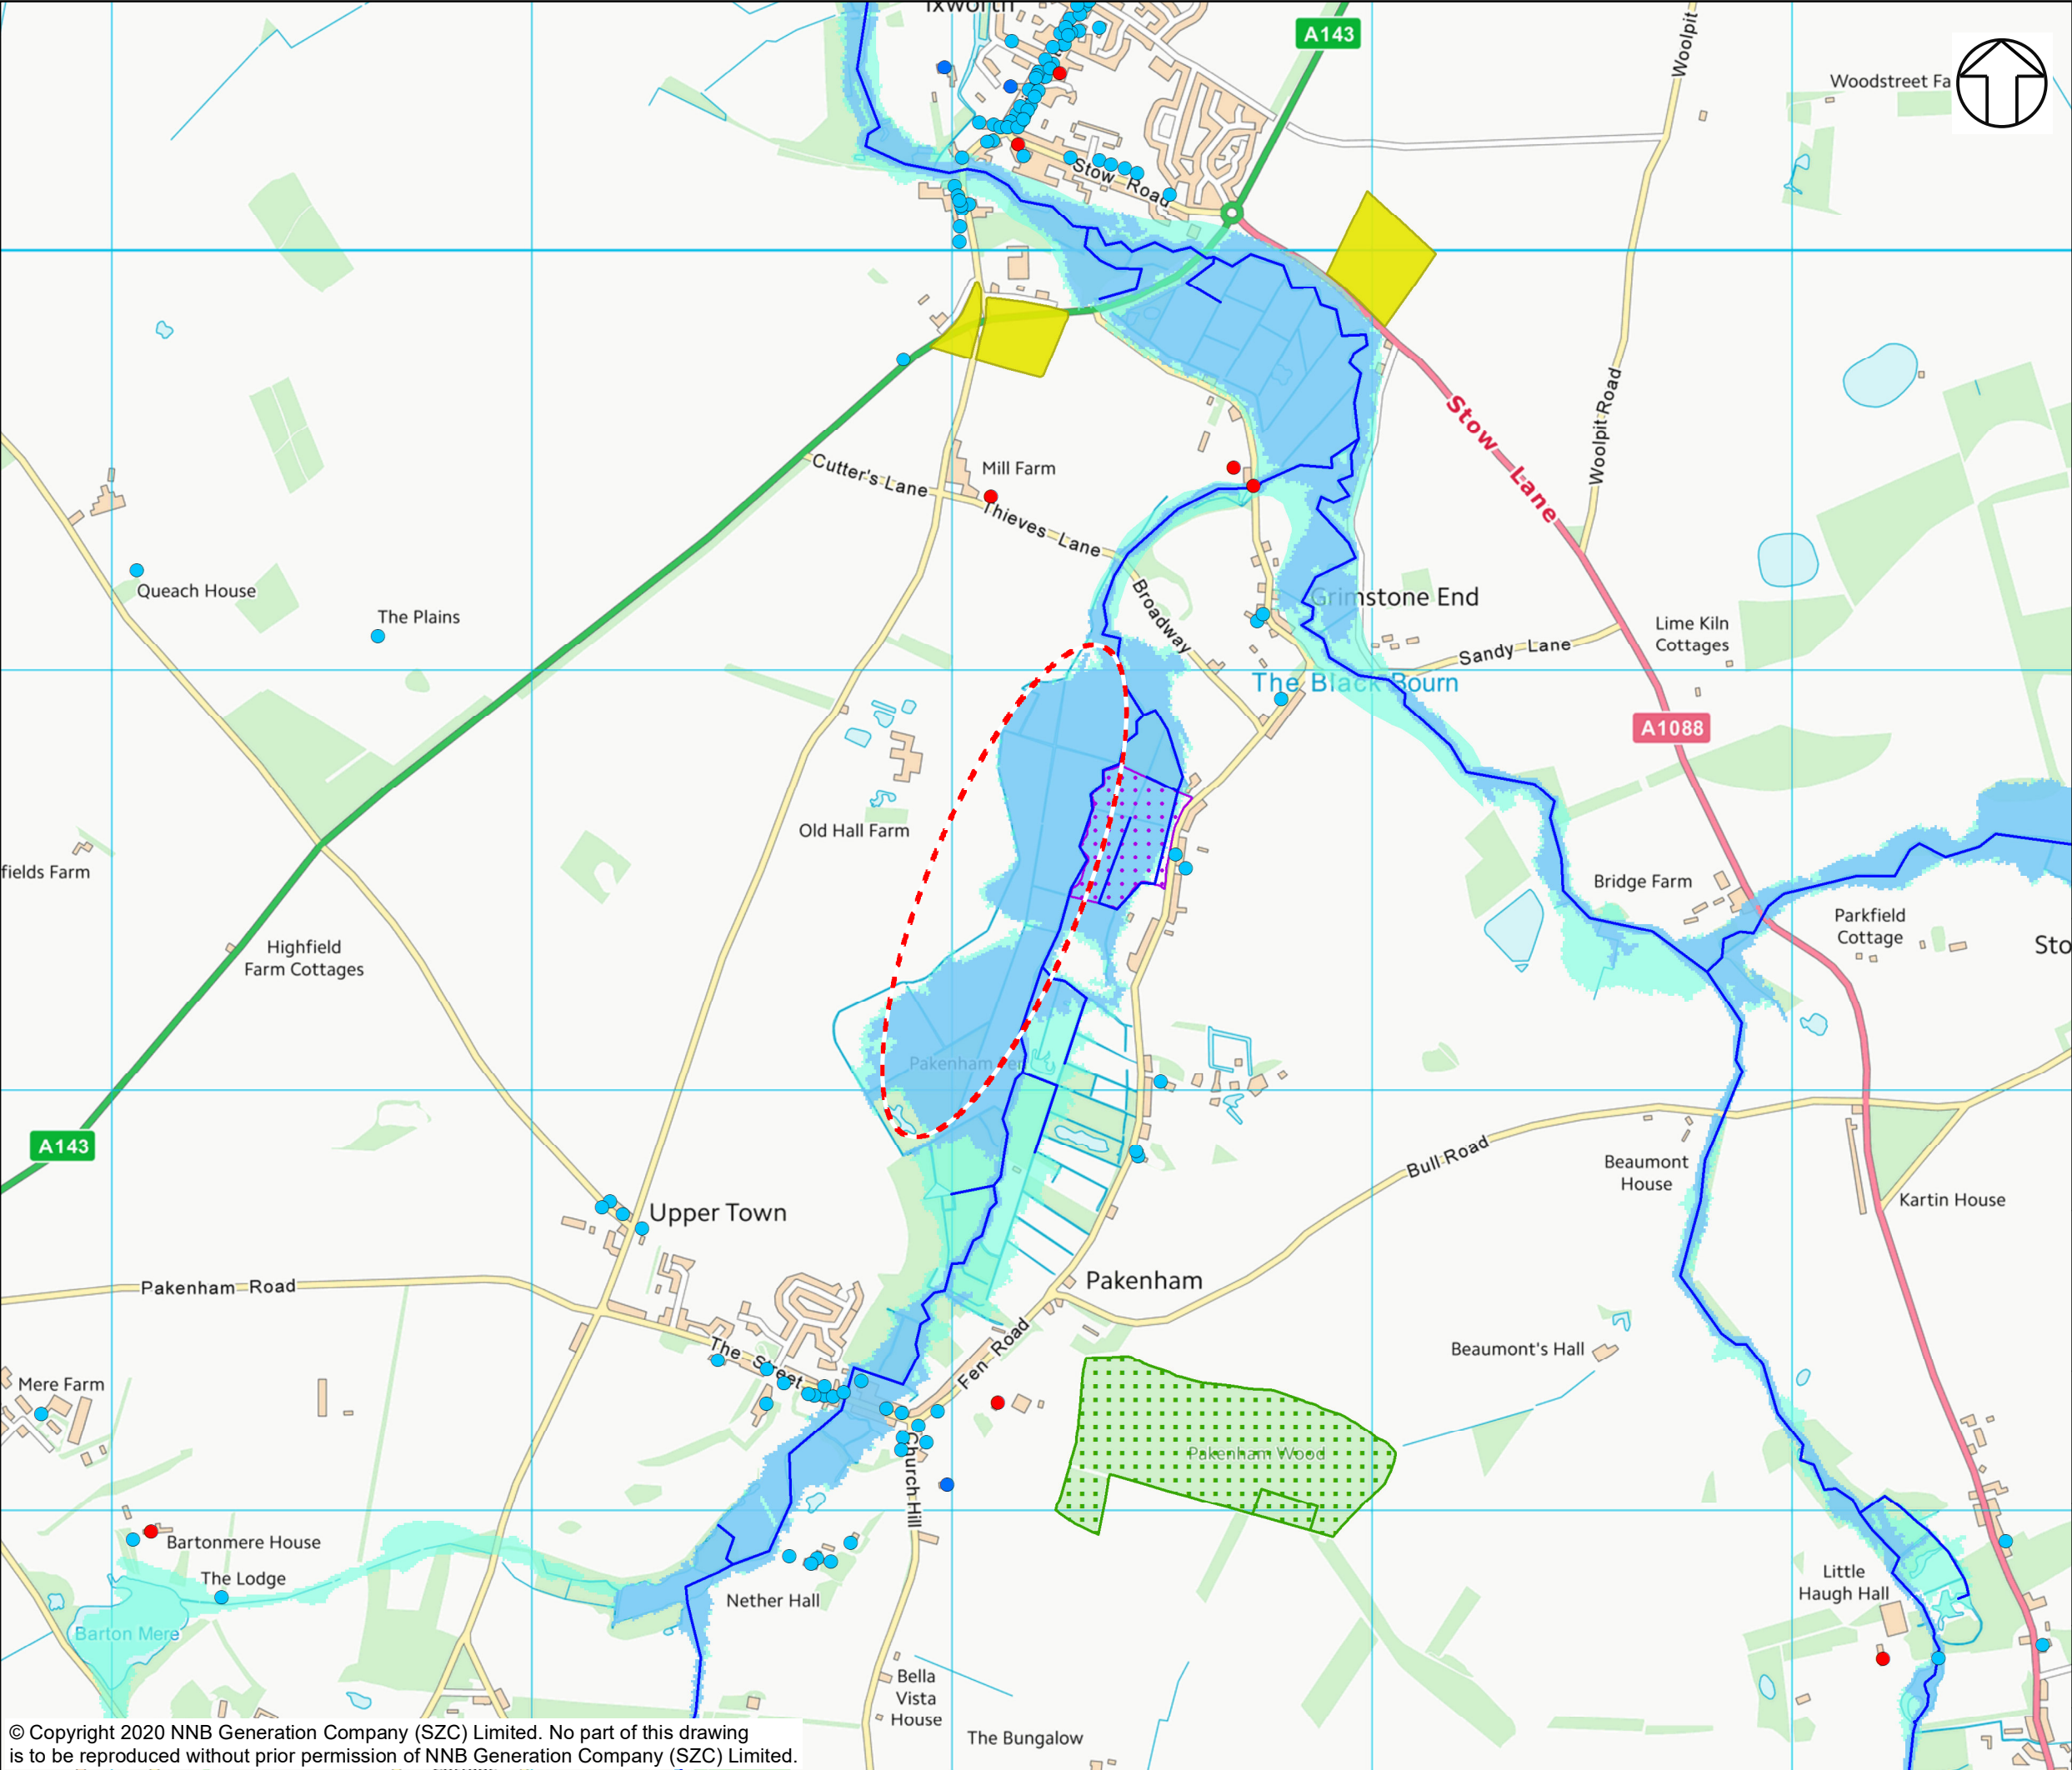 Ixworth
A143
Woolpit
Woodstreet Fa
Stow Road
Stow Lane
Woolpit Road
Mill Farm
Cutter's Lane
Thieves Lane
Queach House
The Plains
Broadway
Grimstone End
Lime Kiln
Cottages
Sandy Lane
The Black Bourn
A1088
Old Hall Farm
fields Farm
Bridge Farm
Parkfield
Cottage
Sto
Highfield
Farm Cottages
Pakenham Fen
A143
Bull Road
Beaumont
House
Kartin House
Upper Town
Pakenham Road
Pakenham
The Street
Fen Road
Beaumont's Hall
Mere Farm
Pakenham Wood
Church Hill
Bartonmere House
The Lodge
Nether Hall
Little
Haugh Hall
Barton Mere
Bella
Vista
House
The Bungalow
© Copyright 2020 NNB Generation Company (SZC) Limited. No part of this drawing
is to be reproduced without prior permission of NNB Generation Company (SZC) Limited.